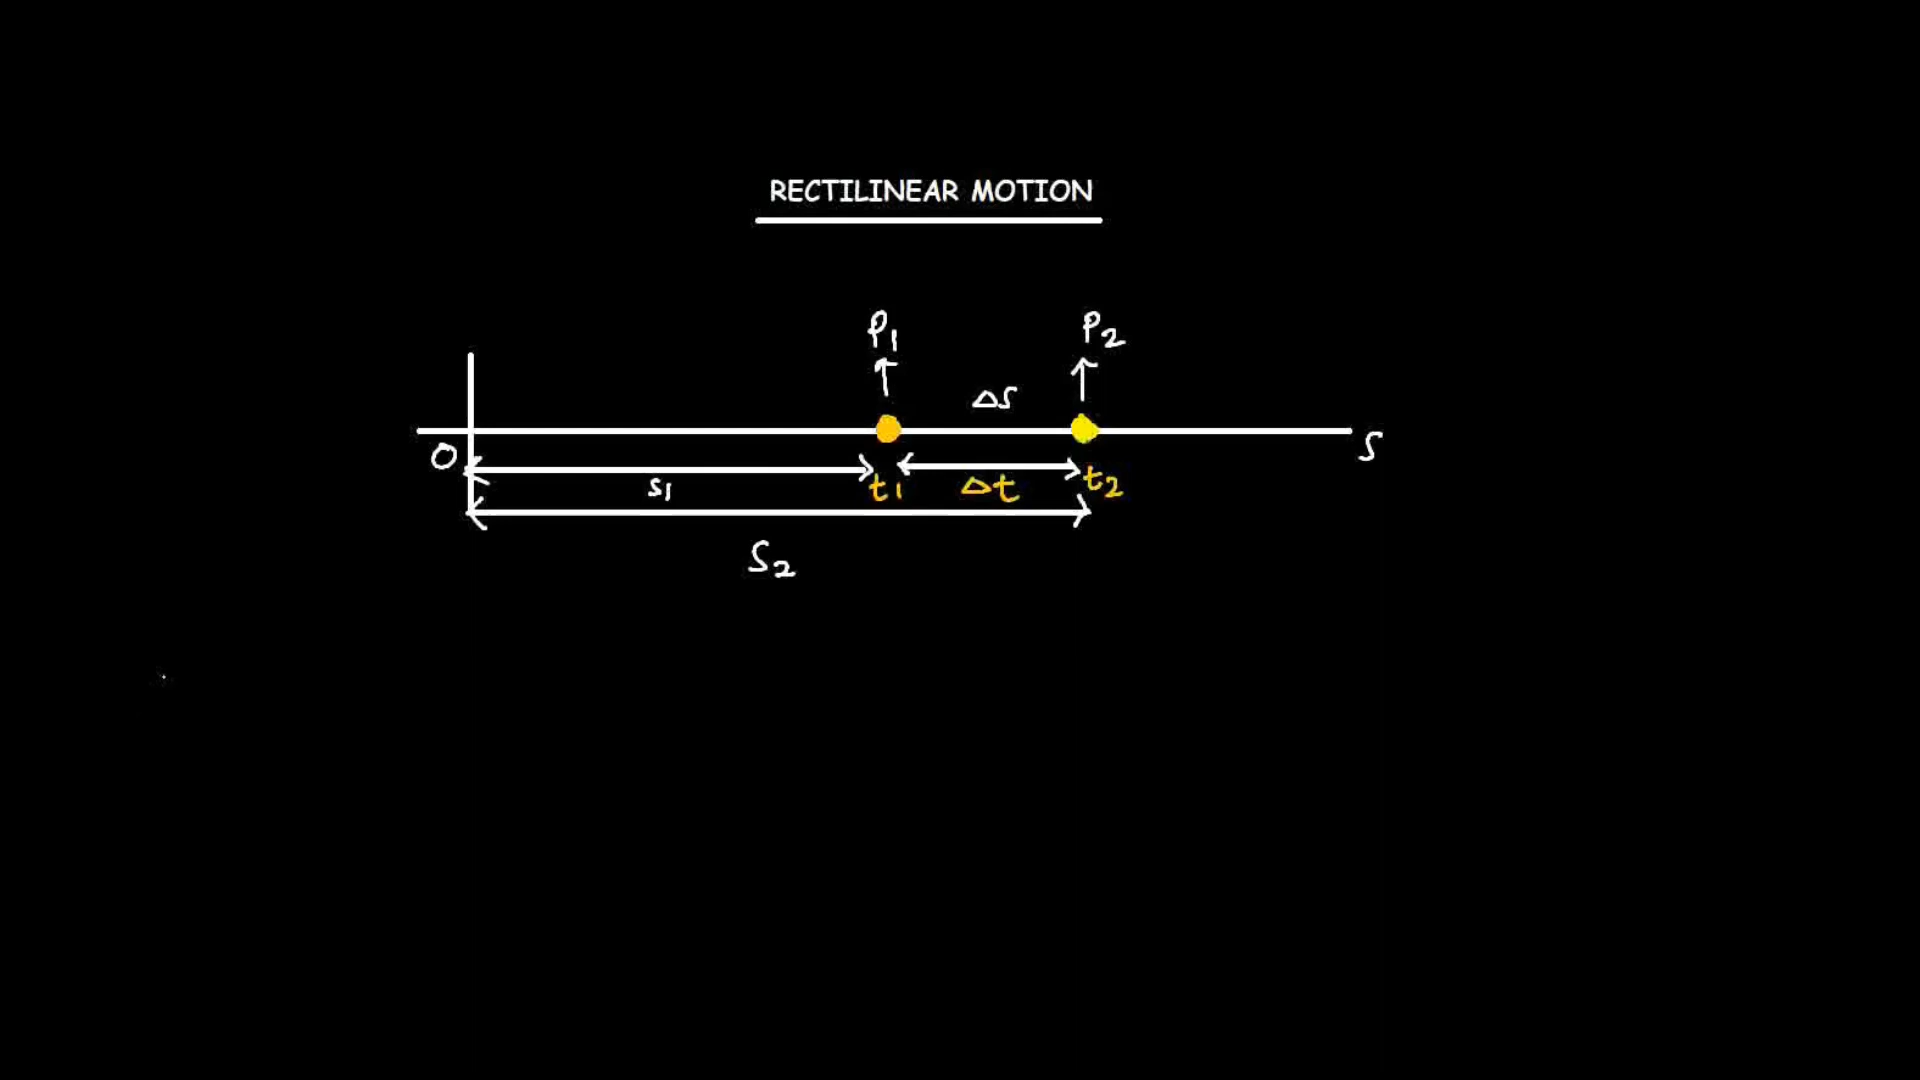 RECTILINEAR MOTION
P1 P2
Δs
O S
s1 t1 Δt t2
S2